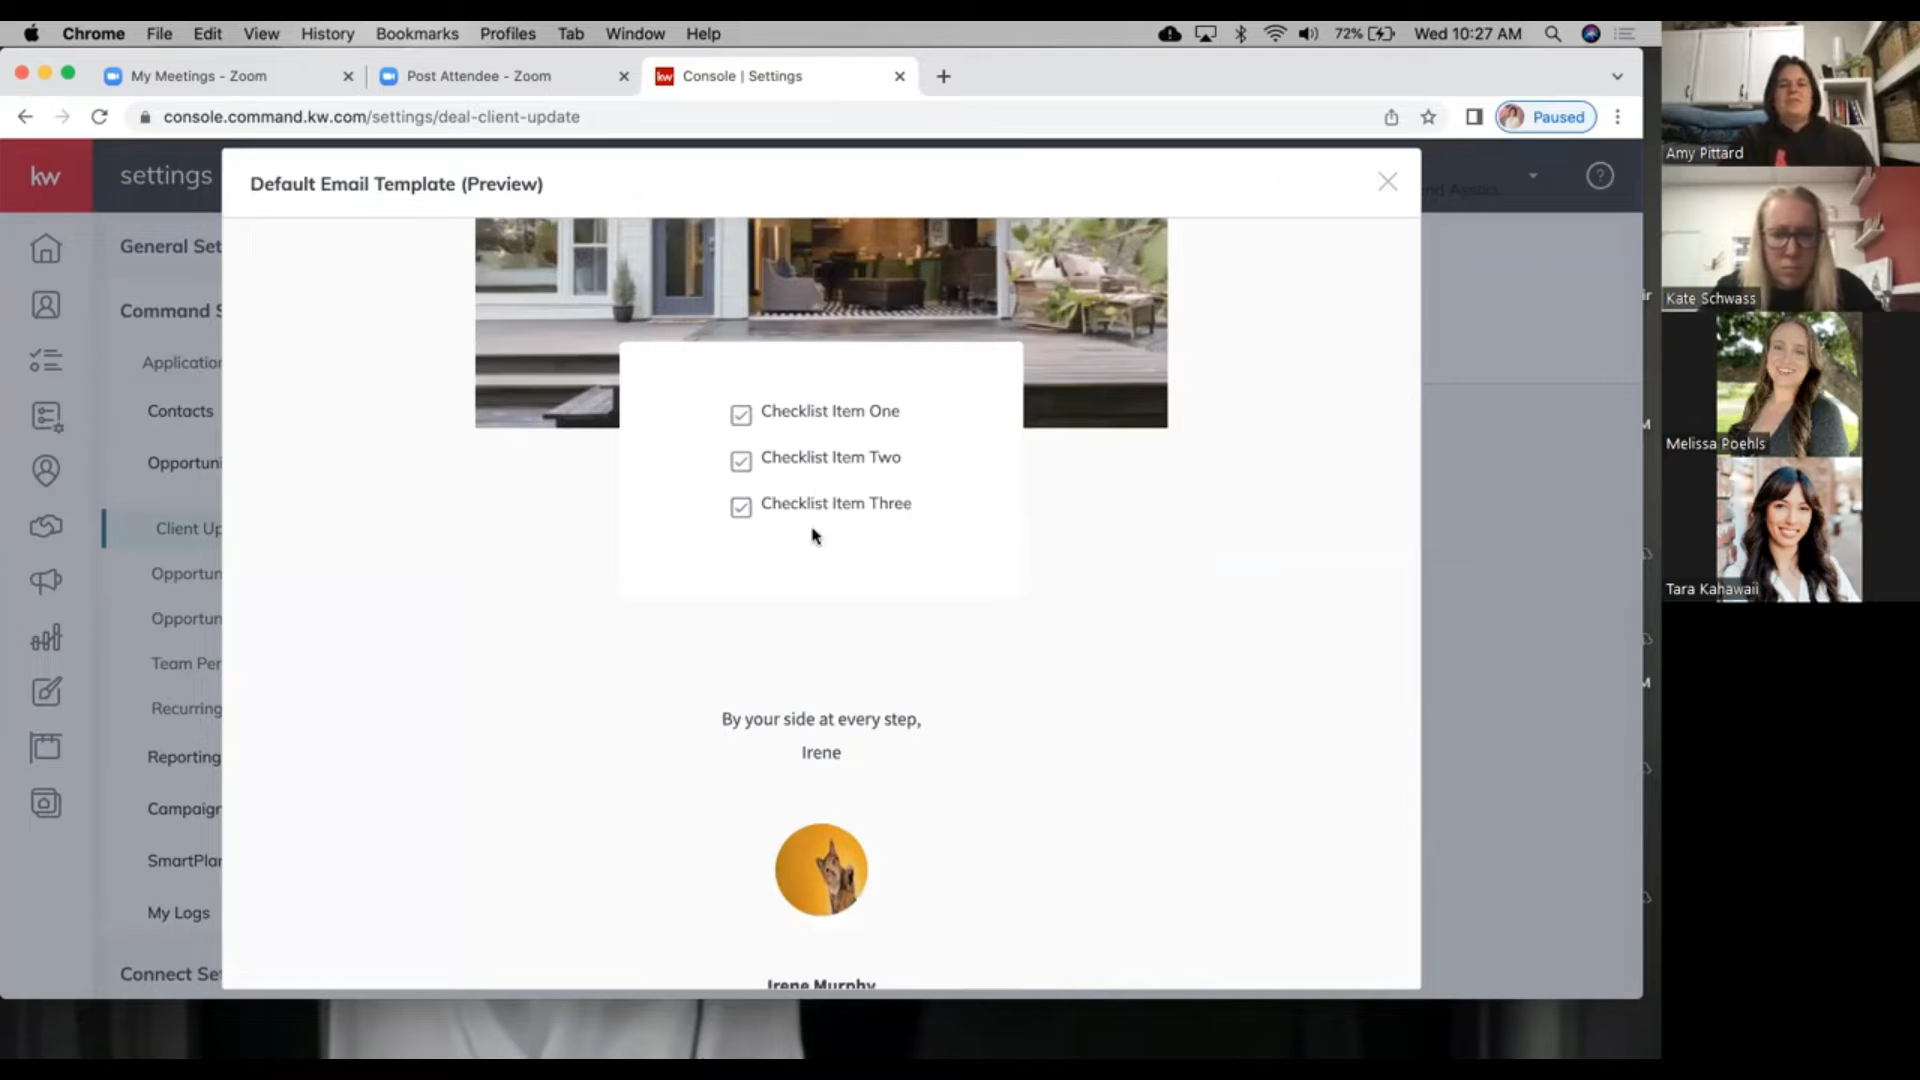 Chrome File Edit View History Bookmarks Profiles Tab Window Help 72% Wed 10:27 AM
My Meetings - Zoom Post Attendee - Zoom kw Console | Settings
console.command.kw.com/settings/deal-client-update Paused
kw settings
Default Email Template (Preview)
General Set
Command S
Application
Contacts
Opportuni
Client Up
Opportun
Opportun
Team Per
Recurring
Reporting
Campaign
SmartPlan
My Logs
Connect Set
Checklist Item One
Checklist Item Two
Checklist Item Three
By your side at every step,
Irene
Irene Murphy
Amy Pittard
Kate Schwass
Melissa Poehls
Tara Kahawaii